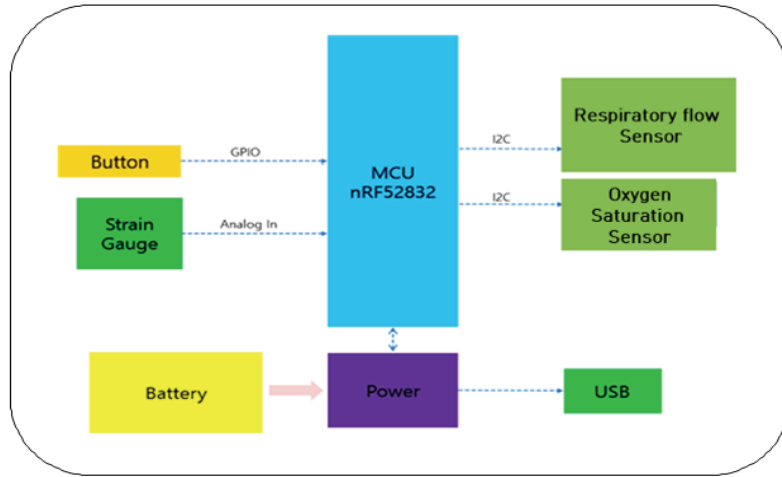 Button
GPIO
Strain
Gauge
Analog In
MCU
nRF52832
I2C
Respiratory flow
Sensor
I2C
Oxygen
Saturation
Sensor
Battery
Power
USB